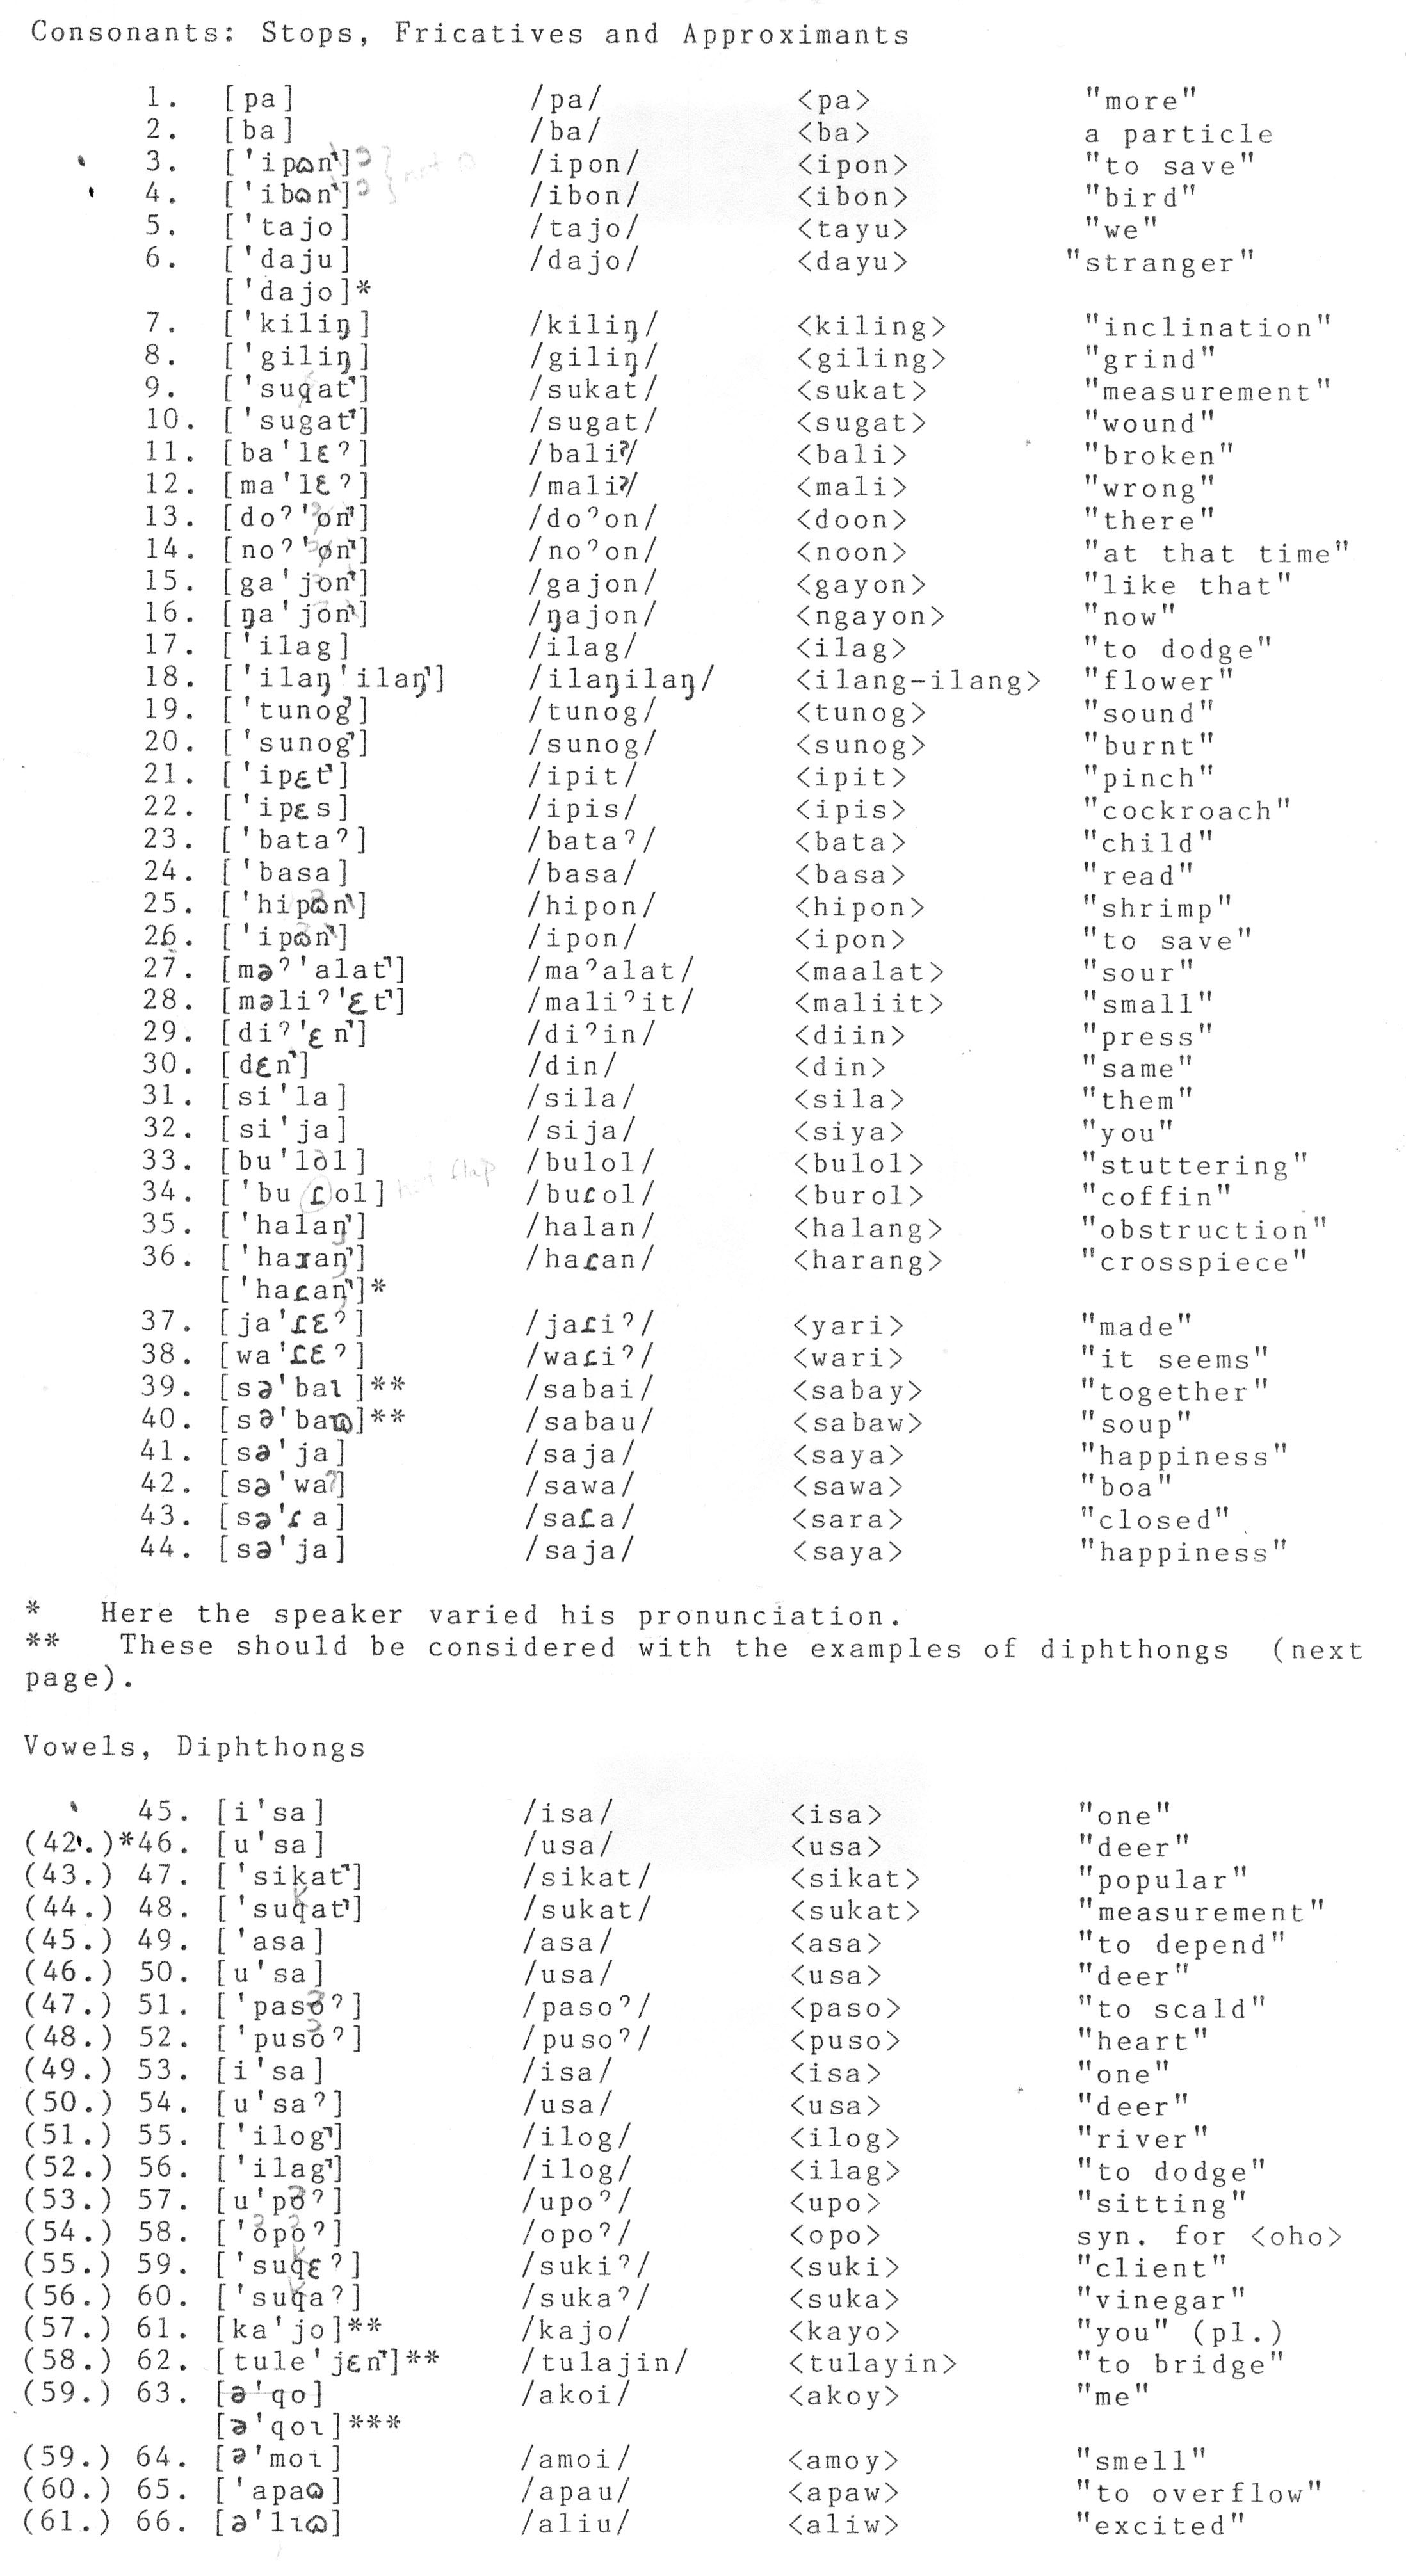 Consonants: Stops, Fricatives and Approximants
1. [pa] /pa/ <pa> "more"
2. [ba] /ba/ <ba> a particle
3. ['ipɷn̚]ɔ /ipon/ <ipon> "to save"
4. ['ibɷn̚]ɔ /ibon/ <ibon> "bird"
5. ['tajo] /tajo/ <tayu> "we"
6. ['daju] /dajo/ <dayu> "stranger"
['dajo]*
7. ['kiliŋ] /kiliŋ/ <kiling> "inclination"
8. ['giliŋ] /giliŋ/ <giling> "grind"
9. ['suqat̚] /sukat/ <sukat> "measurement"
10. ['sugat̚] /sugat/ <sugat> "wound"
11. [ba'lɛʔ] /baliʔ/ <bali> "broken"
12. [ma'lɛʔ] /maliʔ/ <mali> "wrong"
13. [doʔ'on̚] /doʔon/ <doon> "there"
14. [noʔ'on̚] /noʔon/ <noon> "at that time"
15. [ga'jon̚] /gajon/ <gayon> "like that"
16. [ŋa'jon̚] /ŋajon/ <ngayon> "now"
17. ['ilag] /ilag/ <ilag> "to dodge"
18. ['ilaŋ'ilaŋ̚] /ilaŋilaŋ/ <ilang-ilang> "flower"
19. ['tunog̚] /tunog/ <tunog> "sound"
20. ['sunog̚] /sunog/ <sunog> "burnt"
21. ['ipɛt̚] /ipit/ <ipit> "pinch"
22. ['ipɛs] /ipis/ <ipis> "cockroach"
23. ['bataʔ] /bataʔ/ <bata> "child"
24. ['basa] /basa/ <basa> "read"
25. ['hipɷn̚] /hipon/ <hipon> "shrimp"
26. ['ipɷn̚] /ipon/ <ipon> "to save"
27. [məʔ'alat̚] /maʔalat/ <maalat> "sour"
28. [məliʔ'ɛt̚] /maliʔit/ <maliit> "small"
29. [diʔ'ɛn̚] /diʔin/ <diin> "press"
30. [dɛn̚] /din/ <din> "same"
31. [si'la] /sila/ <sila> "them"
32. [si'ja] /sija/ <siya> "you"
33. [bu'lol] /bulol/ <bulol> "stuttering"
34. ['buɾol] /buɾol/ <burol> "coffin"
35. ['halaŋ̚] /halan/ <halang> "obstruction"
36. ['haɹaŋ̚] /haɾan/ <harang> "crosspiece"
['haɾaŋ̚]*
37. [ja'ɾɛʔ] /jaɾiʔ/ <yari> "made"
38. [wa'ɾɛʔ] /waɾiʔ/ <wari> "it seems"
39. [sə'baɩ]** /sabai/ <sabay> "together"
40. [sə'baɷ]** /sabau/ <sabaw> "soup"
41. [sə'ja] /saja/ <saya> "happiness"
42. [sə'waʔ] /sawa/ <sawa> "boa"
43. [sə'ɾa] /saɾa/ <sara> "closed"
44. [sə'ja] /saja/ <saya> "happiness"
* Here the speaker varied his pronunciation.
** These should be considered with the examples of diphthongs (next
page).
Vowels, Diphthongs
45. [i'sa] /isa/ <isa> "one"
(42.)*46. [u'sa] /usa/ <usa> "deer"
(43.) 47. ['sikat̚] /sikat/ <sikat> "popular"
(44.) 48. ['suqat̚] /sukat/ <sukat> "measurement"
(45.) 49. ['asa] /asa/ <asa> "to depend"
(46.) 50. [u'sa] /usa/ <usa> "deer"
(47.) 51. ['pasoʔ] /pasoʔ/ <paso> "to scald"
(48.) 52. ['pusoʔ] /pusoʔ/ <puso> "heart"
(49.) 53. [i'sa] /isa/ <isa> "one"
(50.) 54. [u'saʔ] /usa/ <usa> "deer"
(51.) 55. ['ilog̚] /ilog/ <ilog> "river"
(52.) 56. ['ilag̚] /ilog/ <ilag> "to dodge"
(53.) 57. [u'poʔ] /upoʔ/ <upo> "sitting"
(54.) 58. ['opoʔ] /opoʔ/ <opo> syn. for <oho>
(55.) 59. ['suqɛʔ] /sukiʔ/ <suki> "client"
(56.) 60. ['suqaʔ] /sukaʔ/ <suka> "vinegar"
(57.) 61. [ka'jo]** /kajo/ <kayo> "you" (pl.)
(58.) 62. [tule'jɛn̚]** /tulajin/ <tulayin> "to bridge"
(59.) 63. [ə'qo] /akoi/ <akoy> "me"
[ə'qoɩ]***
(59.) 64. [ə'moɩ] /amoi/ <amoy> "smell"
(60.) 65. ['apaɷ] /apau/ <apaw> "to overflow"
(61.) 66. [ə'lɩɷ] /aliu/ <aliw> "excited"